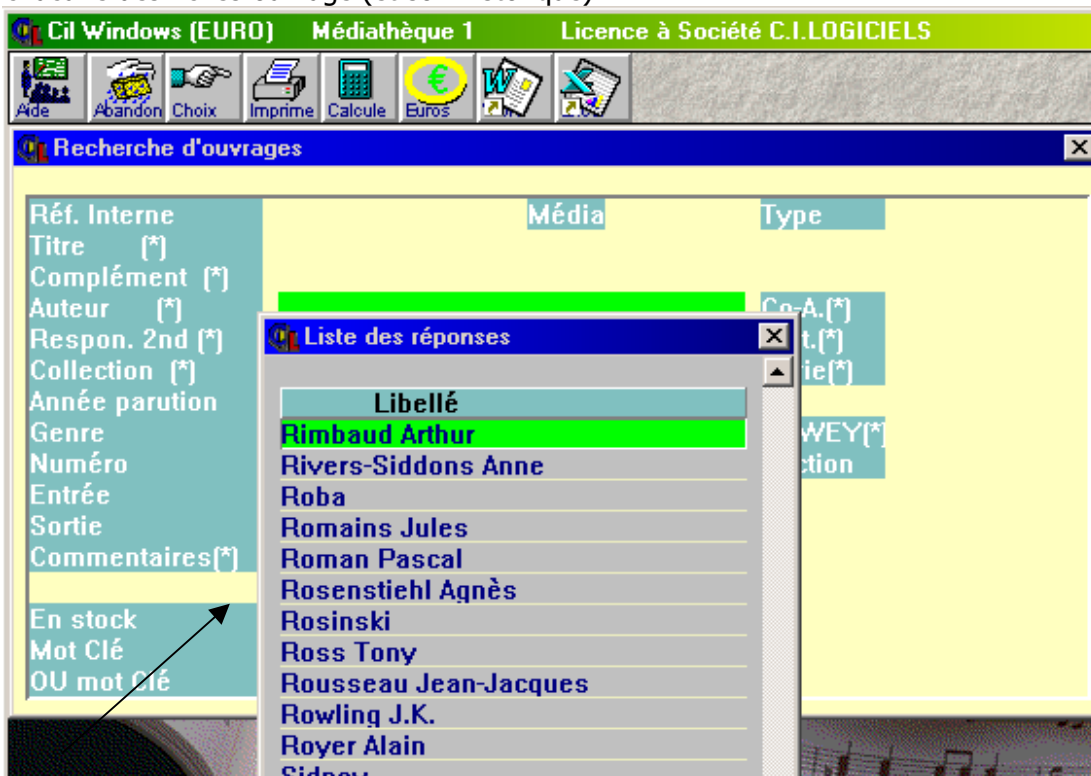 Cil Windows (EURO) Médiathèque 1 Licence à Société C.I.LOGICIELS
Aide Abandon Choix Imprime Calcule Euros
Recherche d'ouvrages
Réf. Interne Média Type
Titre (*)
Complément (*)
Auteur (*) Co-A.(*)
Respon. 2nd (*)
Collection (*)
Année parution
Genre
Numéro
Entrée
Sortie
Commentaires(*)
En stock
Mot Clé
OU mot Clé
Liste des réponses
Libellé
Rimbaud Arthur
Rivers-Siddons Anne
Roba
Romains Jules
Roman Pascal
Rosenstiehl Agnès
Rosinski
Ross Tony
Rousseau Jean-Jacques
Rowling J.K.
Royer Alain